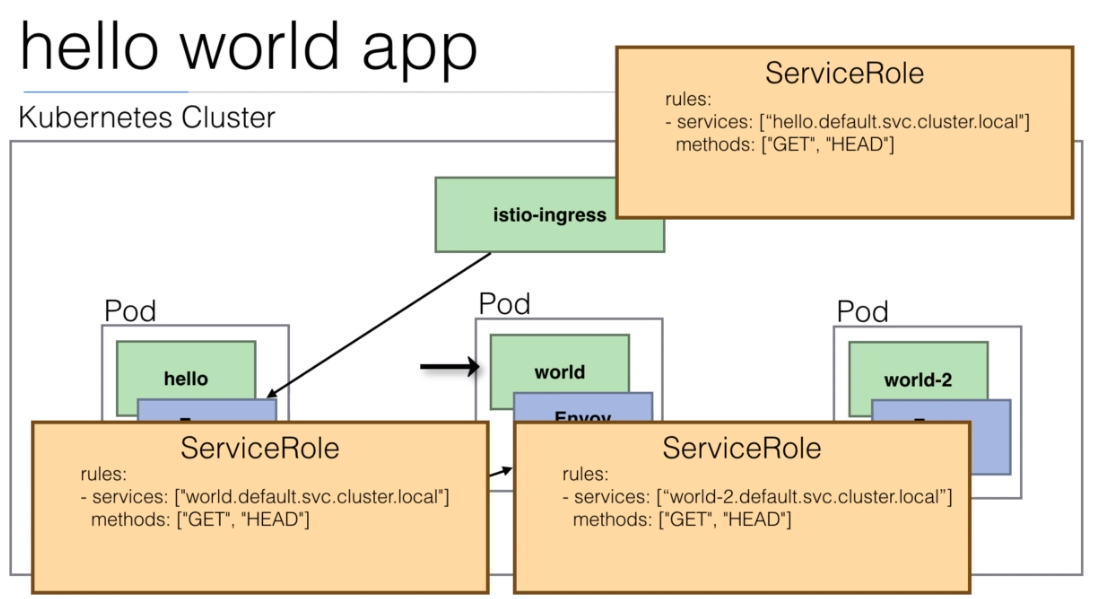 hello world app
Kubernetes Cluster
ServiceRole
rules:
- services: [“hello.default.svc.cluster.local"]
methods: ["GET", "HEAD"]
istio-ingress
Pod
hello
Pod
world
Envoy
Pod
world-2
ServiceRole
rules:
- services: ["world.default.svc.cluster.local"]
methods: ["GET", "HEAD"]
ServiceRole
rules:
- services: [“world-2.default.svc.cluster.local”]
methods: ["GET", "HEAD"]